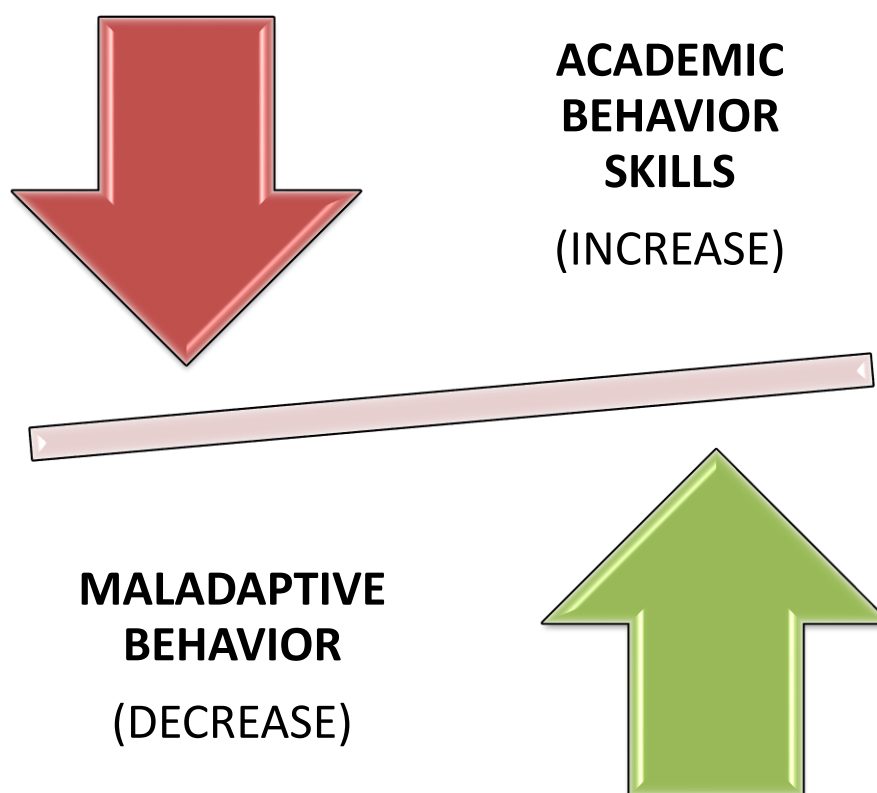 ACADEMIC
BEHAVIOR
SKILLS
(INCREASE)
MALADAPTIVE
BEHAVIOR
(DECREASE)